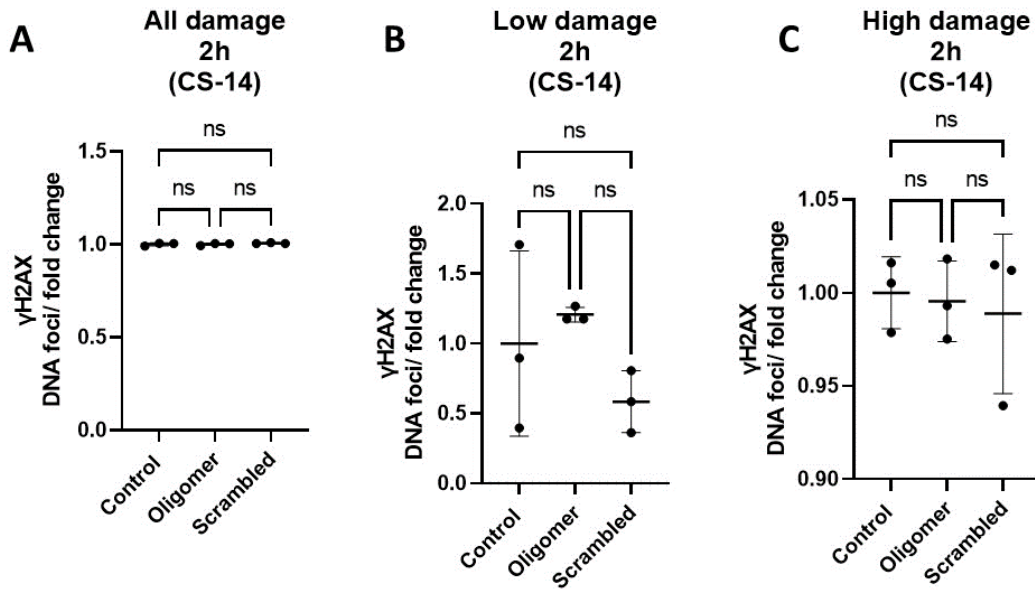 A
All damage
2h
(CS-14)
ns
ns
ns
1.5
1.0
0.5
0.0
γH2AX
DNA foci/ fold change
Control
Oligomer
Scrambled
B
Low damage
2h
(CS-14)
ns
ns
ns
2.0
1.5
1.0
0.5
0.0
γH2AX
DNA foci/ fold change
Control
Oligomer
Scrambled
C
High damage
2h
(CS-14)
ns
ns
ns
1.05
1.00
0.95
0.90
γH2AX
DNA foci/ fold change
Control
Oligomer
Scrambled